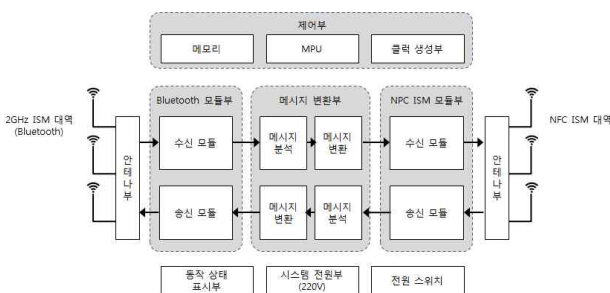 제어부
메모리
MPU
클럭 생성부
2GHz ISM 대역
(Bluetooth)
안
테
나
부
Bluetooth 모듈부
수신 모듈
송신 모듈
메시지 변환부
메시지
분석
메시지
변환
메시지
변환
메시지
분석
NPC ISM 모듈부
수신 모듈
송신 모듈
안
테
나
부
NFC ISM 대역
동작 상태
표시부
시스템 전원부
(220V)
전원 스위치